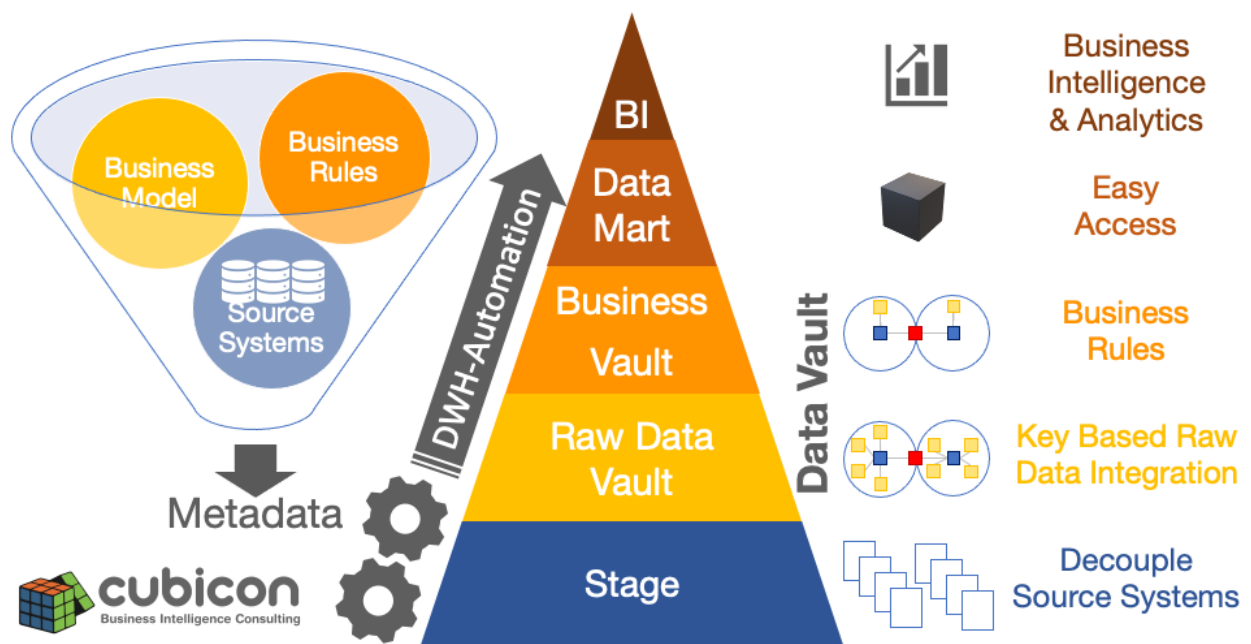 Business
Model
Business
Rules
Source
Systems
Metadata
cubicon
Business Intelligence Consulting
DWH-Automation
BI
Data
Mart
Business
Vault
Raw Data
Vault
Stage
Data Vault
Business
Intelligence
& Analytics
Easy
Access
Business
Rules
Key Based Raw
Data Integration
Decouple
Source Systems